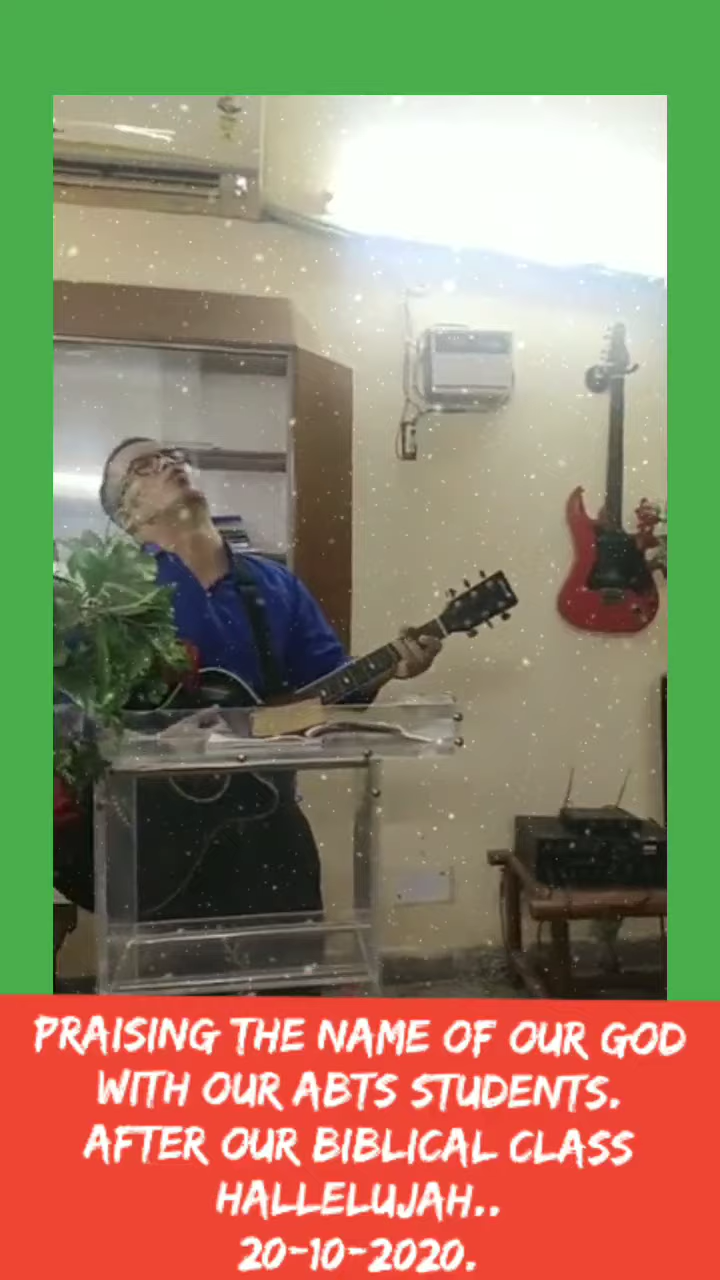 PRAISING THE NAME OF OUR GOD
WITH OUR ABTS STUDENTS.
AFTER OUR BIBLICAL CLASS
HALLELUJAH..
20-10-2020.